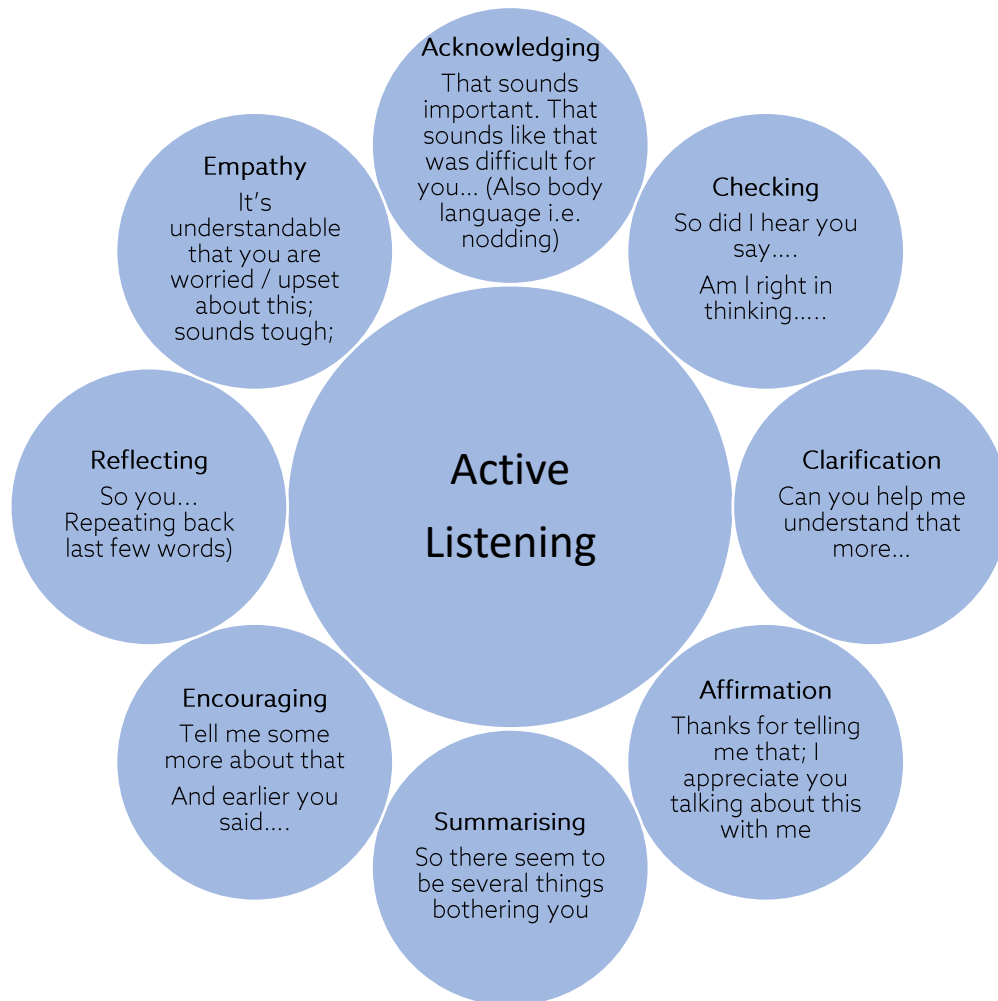 Acknowledging
That sounds
important. That
sounds like that
was difficult for
you... (Also body
language i.e.
nodding)
Checking
So did I hear you
say....
Am I right in
thinking.....
Clarification
Can you help me
understand that
more...
Affirmation
Thanks for telling
me that; I
appreciate you
talking about this
with me
Summarising
So there seem to
be several things
bothering you
Encouraging
Tell me some
more about that
And earlier you
said....
Reflecting
So you...
Repeating back
last few words)
Empathy
It's
understandable
that you are
worried / upset
about this;
sounds tough;
Active
Listening